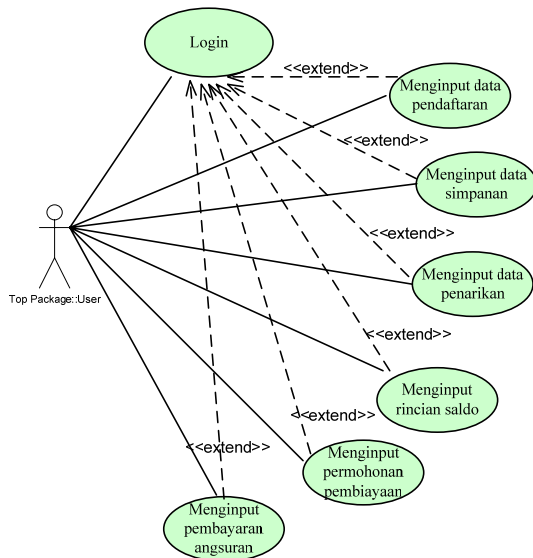 Login
<<extend>>
Menginput data
pendaftaran
<<extend>>
Menginput data
simpanan
<<extend>>
Menginput data
penarikan
Top Package::User
<<extend>>
Menginput
rincian saldo
<<extend>>
Menginput
permohonan
pembiayaan
<<extend>>
Menginput
pembayaran
angsuran